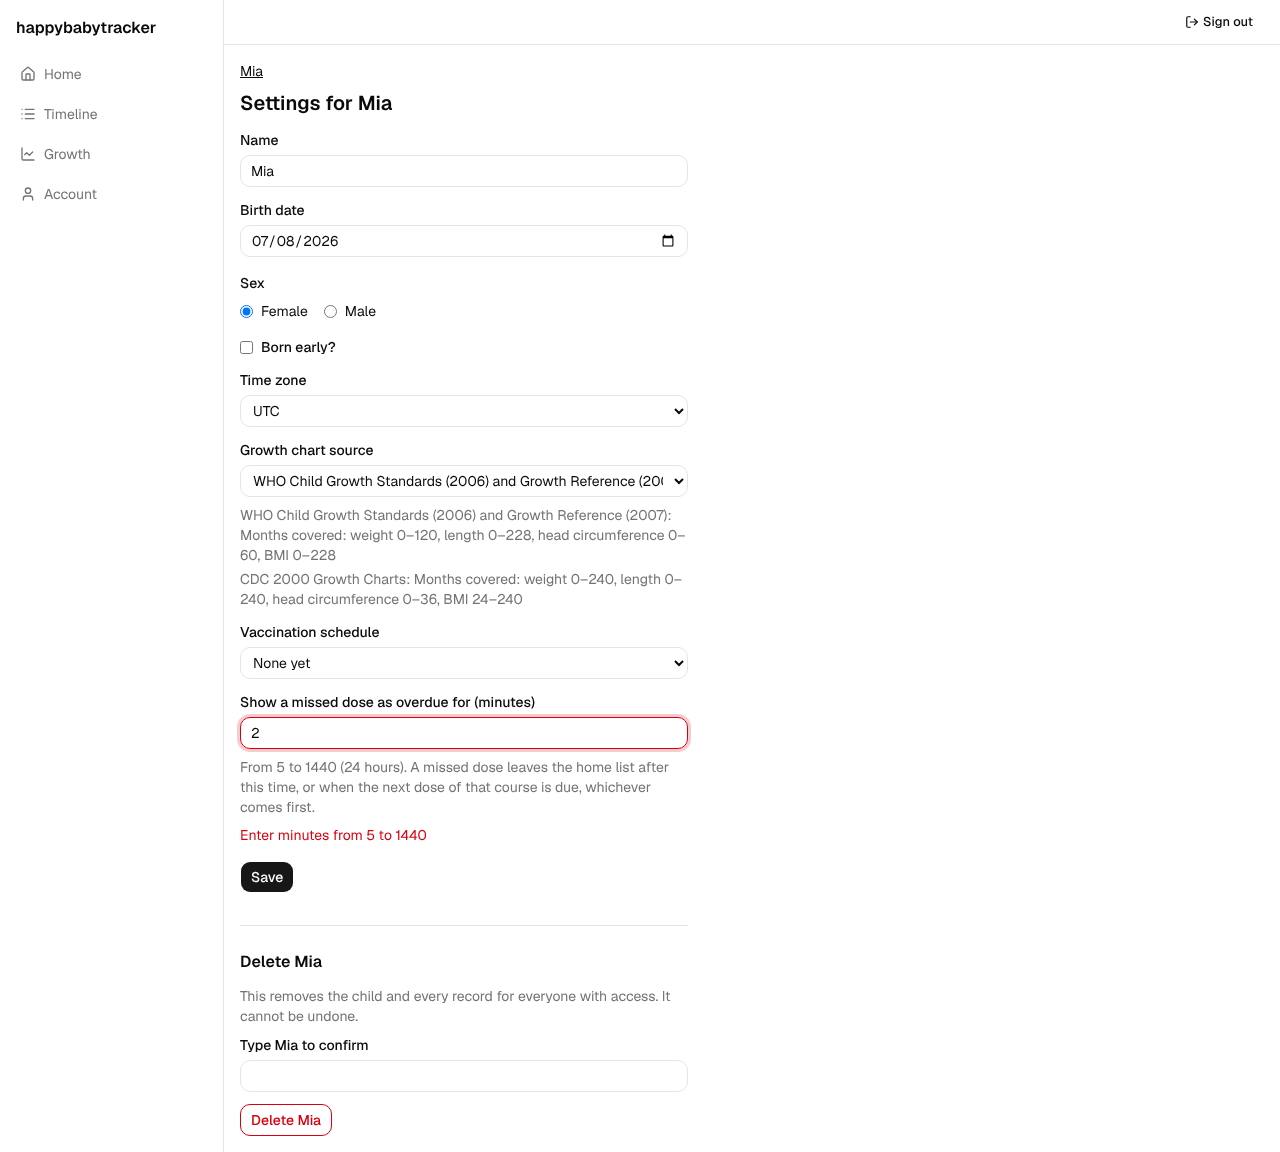 happybabytracker
Sign out
Home
Timeline
Growth
Account
Mia
Settings for Mia
Name
Mia
Birth date
07/08/2026
Sex
Female
Male
Born early?
Time zone
UTC
Growth chart source
WHO Child Growth Standards (2006) and Growth Reference (200
WHO Child Growth Standards (2006) and Growth Reference (2007):
Months covered: weight 0–120, length 0–228, head circumference 0–
60, BMI 0–228
CDC 2000 Growth Charts: Months covered: weight 0–240, length 0–
240, head circumference 0–36, BMI 24–240
Vaccination schedule
None yet
Show a missed dose as overdue for (minutes)
2
From 5 to 1440 (24 hours). A missed dose leaves the home list after
this time, or when the next dose of that course is due, whichever
comes first.
Enter minutes from 5 to 1440
Save
Delete Mia
This removes the child and every record for everyone with access. It
cannot be undone.
Type Mia to confirm
Delete Mia